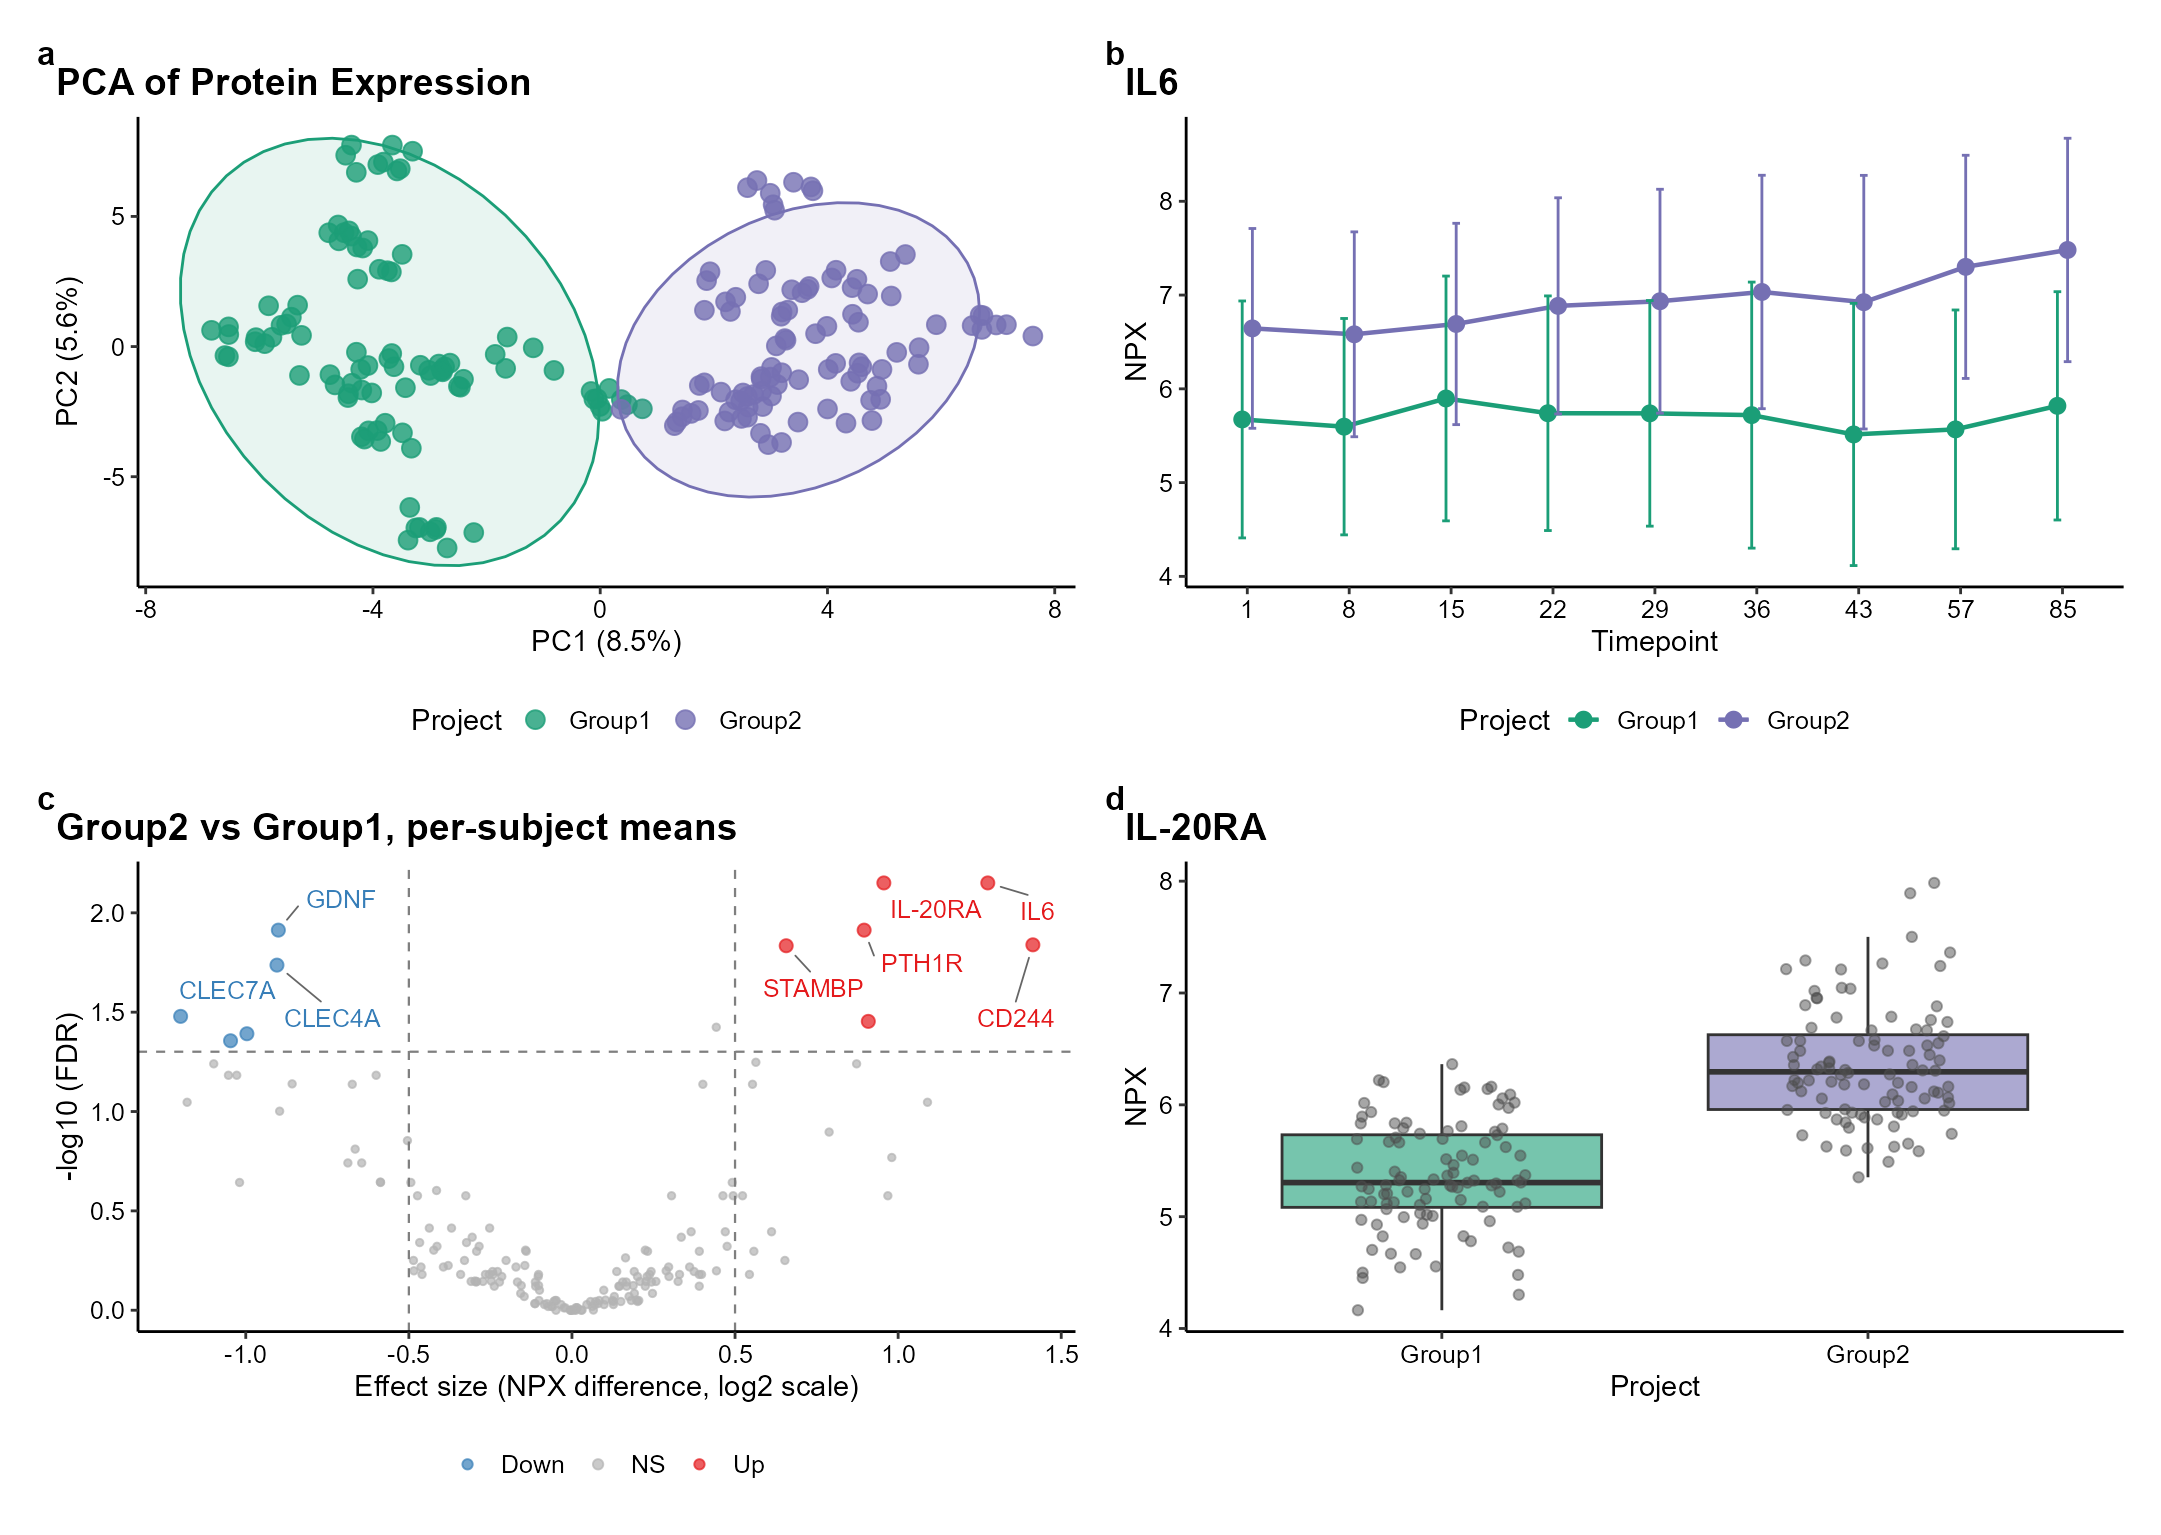 a
PCA of Protein Expression
5
0
-5
PC2 (5.6%)
-8 -4 0 4 8
PC1 (8.5%)
Project Group1 Group2
b
IL6
8
7
6
5
4
NPX
1 8 15 22 29 36 43 57 85
Timepoint
Project Group1 Group2
c
Group2 vs Group1, per-subject means
2.0
1.5
1.0
0.5
0.0
-log10 (FDR)
GDNF
CLEC7A
CLEC4A
IL-20RA
IL6
PTH1R
STAMBP
CD244
-1.0 -0.5 0.0 0.5 1.0 1.5
Effect size (NPX difference, log2 scale)
Down NS Up
d
IL-20RA
8
7
6
5
4
NPX
Group1 Group2
Project